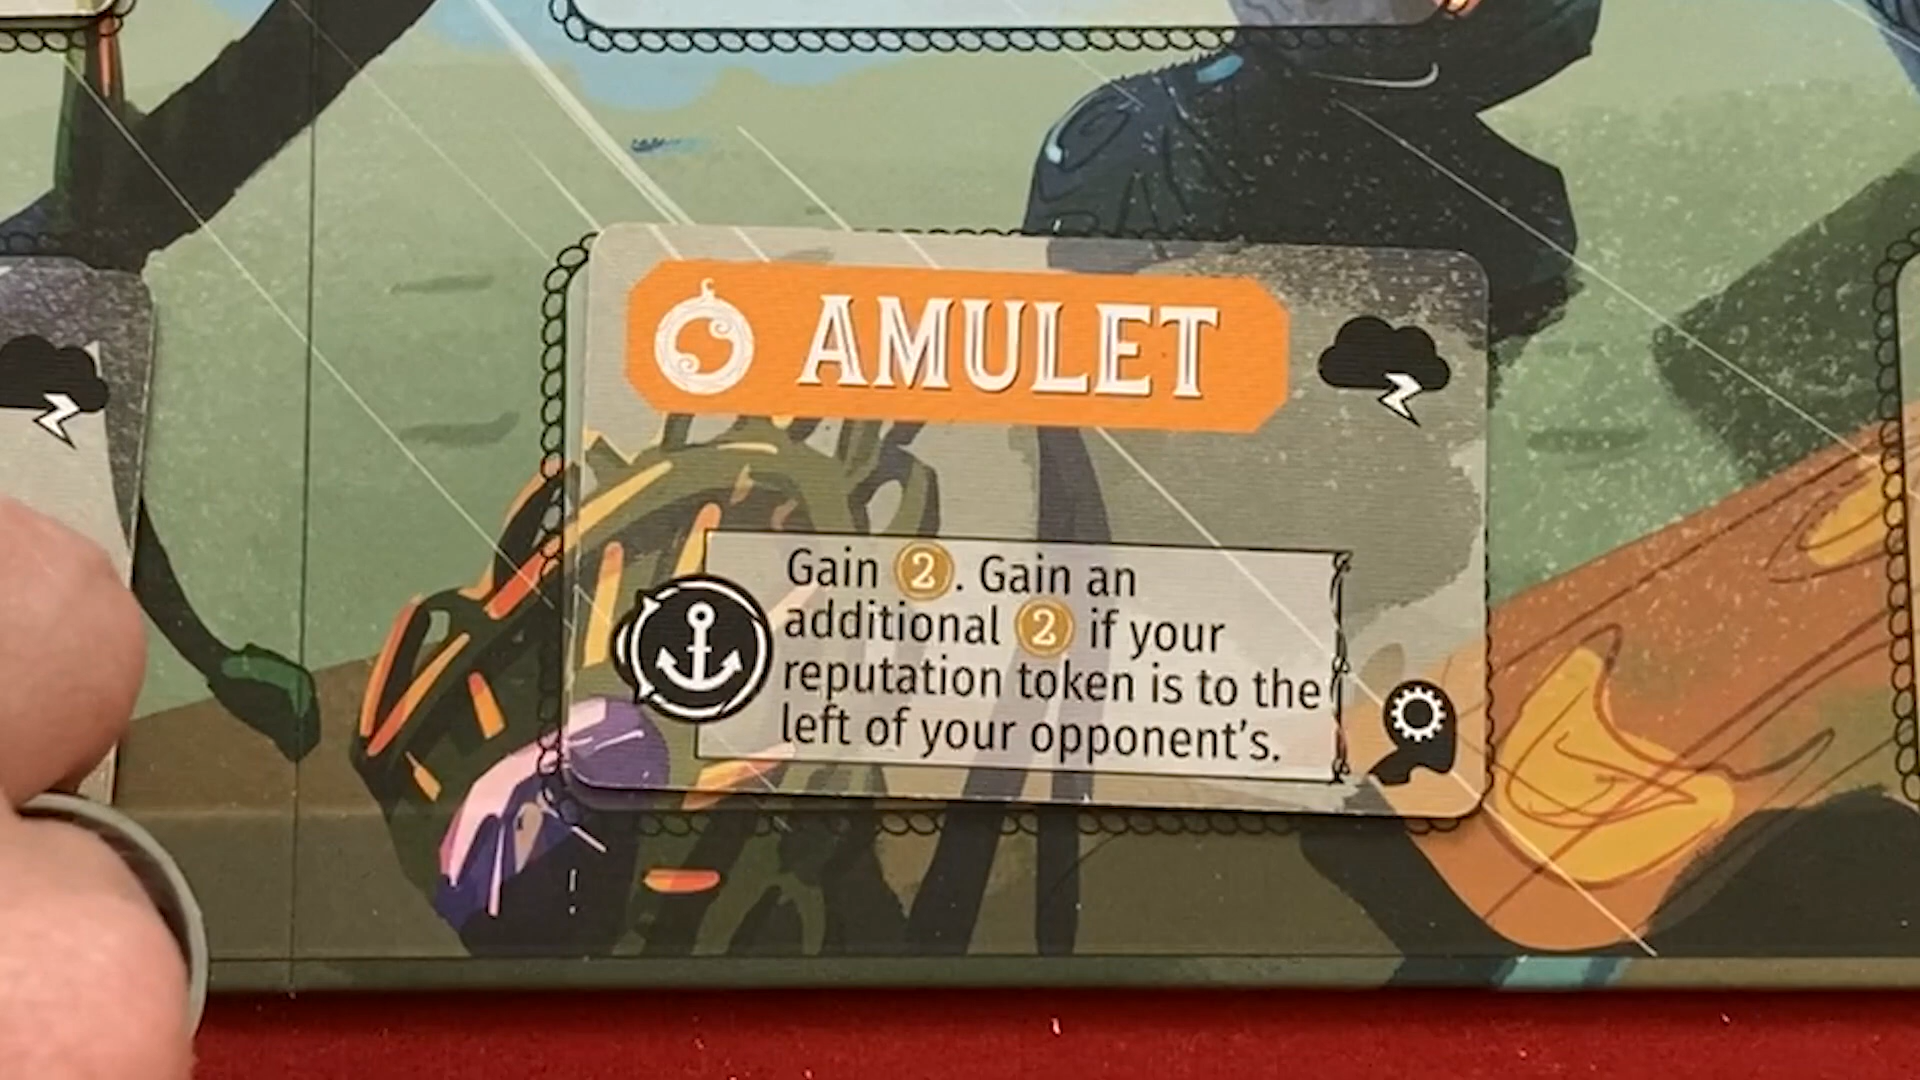 AMULET
Gain 2. Gain an
additional 2 if your
reputation token is to the
left of your opponent's.